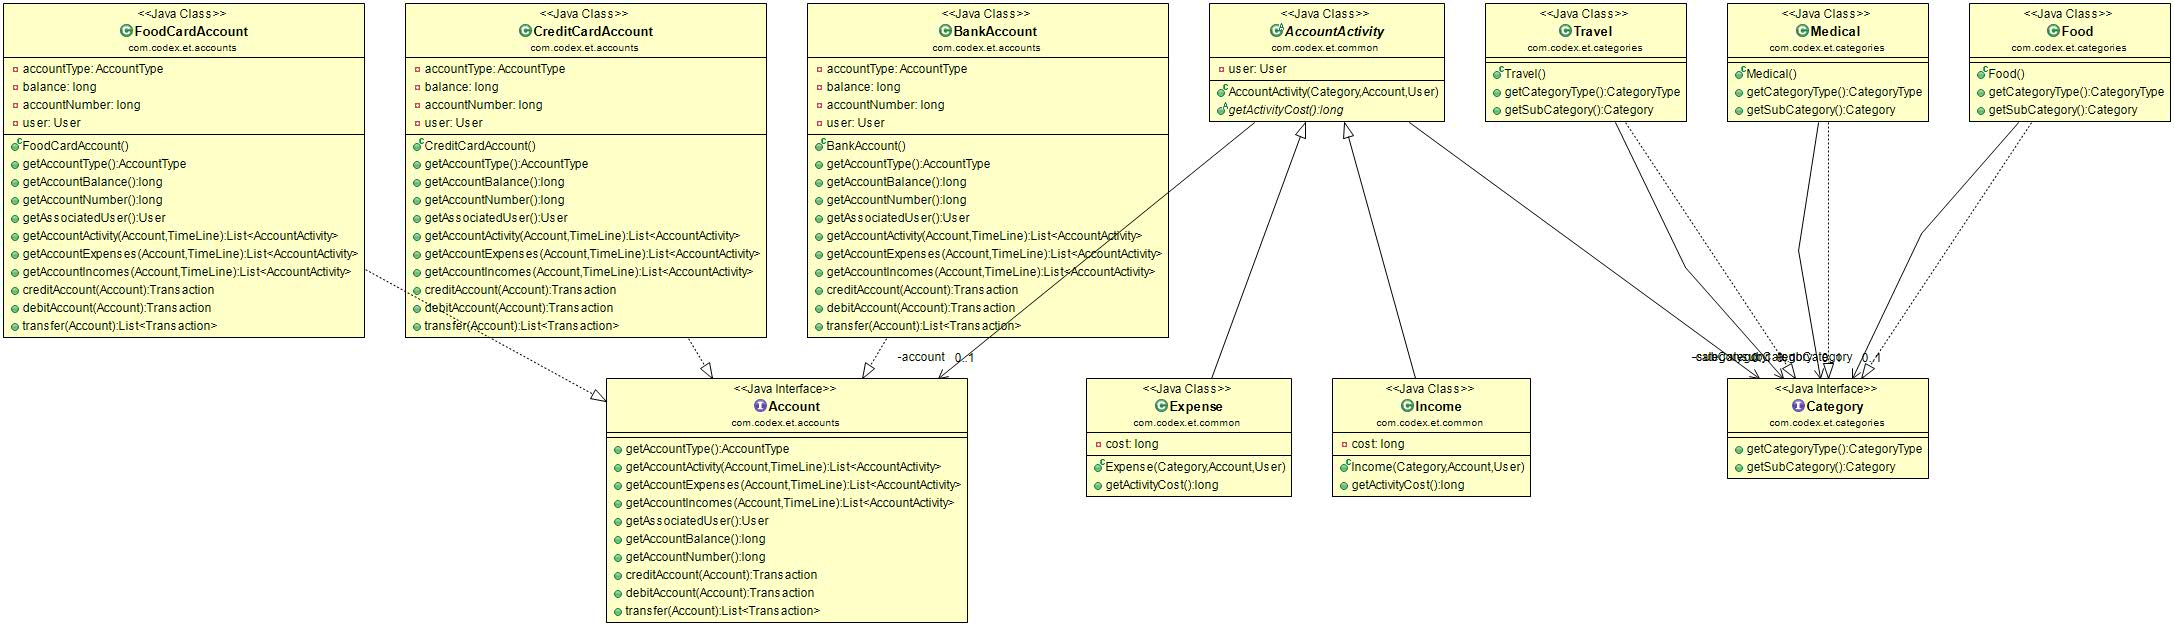 <<Java Class>>
FoodCardAccount
com.codex.et.accounts
accountType: AccountType
balance: long
accountNumber: long
user: User
FoodCardAccount()
getAccountType():AccountType
getAccountBalance():long
getAccountNumber():long
getAssociatedUser():User
getAccountActivity(Account,TimeLine):List<AccountActivity>
getAccountExpenses(Account,TimeLine):List<AccountActivity>
getAccountIncomes(Account,TimeLine):List<AccountActivity>
creditAccount(Account):Transaction
debitAccount(Account):Transaction
transfer(Account):List<Transaction>
<<Java Class>>
CreditCardAccount
com.codex.et.accounts
accountType: AccountType
balance: long
accountNumber: long
user: User
CreditCardAccount()
getAccountType():AccountType
getAccountBalance():long
getAccountNumber():long
getAssociatedUser():User
getAccountActivity(Account,TimeLine):List<AccountActivity>
getAccountExpenses(Account,TimeLine):List<AccountActivity>
getAccountIncomes(Account,TimeLine):List<AccountActivity>
creditAccount(Account):Transaction
debitAccount(Account):Transaction
transfer(Account):List<Transaction>
<<Java Class>>
BankAccount
com.codex.et.accounts
accountType: AccountType
balance: long
accountNumber: long
user: User
BankAccount()
getAccountType():AccountType
getAccountBalance():long
getAccountNumber():long
getAssociatedUser():User
getAccountActivity(Account,TimeLine):List<AccountActivity>
getAccountExpenses(Account,TimeLine):List<AccountActivity>
getAccountIncomes(Account,TimeLine):List<AccountActivity>
creditAccount(Account):Transaction
debitAccount(Account):Transaction
transfer(Account):List<Transaction>
<<Java Class>>
AccountActivity
com.codex.et.common
user: User
AccountActivity(Category,Account,User)
getActivityCost():long
<<Java Class>>
Travel
com.codex.et.categories
Travel()
getCategoryType():CategoryType
getSubCategory():Category
<<Java Class>>
Medical
com.codex.et.categories
Medical()
getCategoryType():CategoryType
getSubCategory():Category
<<Java Class>>
Food
com.codex.et.categories
Food()
getCategoryType():CategoryType
getSubCategory():Category
-account 0..1
0..1
<<Java Interface>>
Account
com.codex.et.accounts
getAccountType():AccountType
getAccountActivity(Account,TimeLine):List<AccountActivity>
getAccountExpenses(Account,TimeLine):List<AccountActivity>
getAccountIncomes(Account,TimeLine):List<AccountActivity>
getAssociatedUser():User
getAccountBalance():long
getAccountNumber():long
creditAccount(Account):Transaction
debitAccount(Account):Transaction
transfer(Account):List<Transaction>
<<Java Class>>
Expense
com.codex.et.common
cost: long
Expense(Category,Account,User)
getActivityCost():long
<<Java Class>>
Income
com.codex.et.common
cost: long
Income(Category,Account,User)
getActivityCost():long
<<Java Interface>>
Category
com.codex.et.categories
getCategoryType():CategoryType
getSubCategory():Category